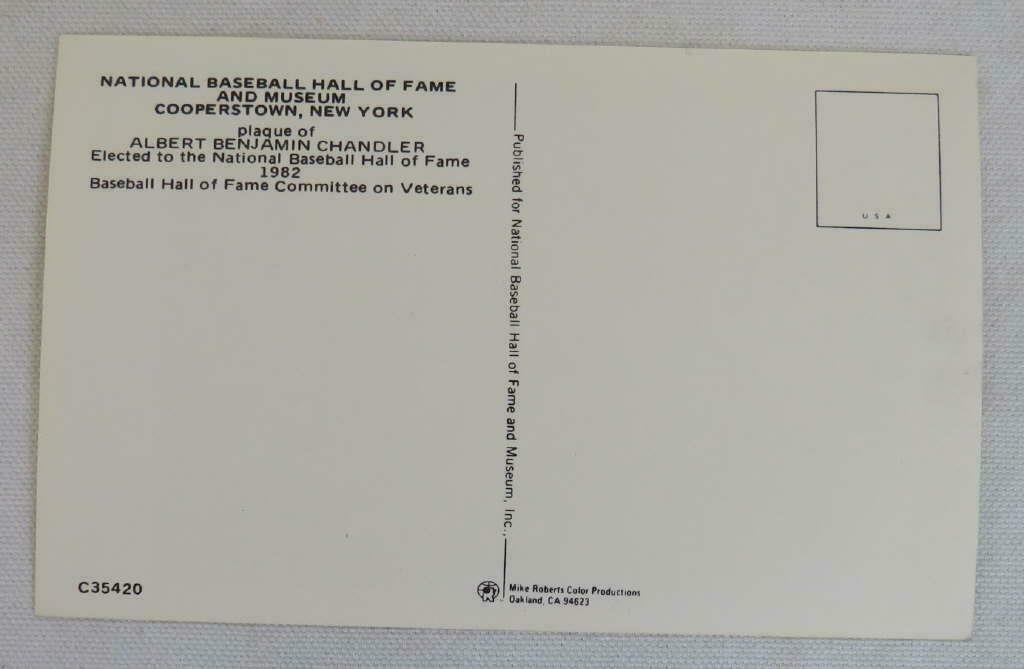 NATIONAL BASEBALL HALL OF FAME
AND MUSEUM
COOPERSTOWN, NEW YORK
plaque of
ALBERT BENJAMIN CHANDLER
Elected to the National Baseball Hall of Fame
1982
Baseball Hall of Fame Committee on Veterans
Published for National Baseball Hall of Fame and Museum, Inc.,
USA
C35420
Mike Roberts Color Productions
Oakland, CA 94623